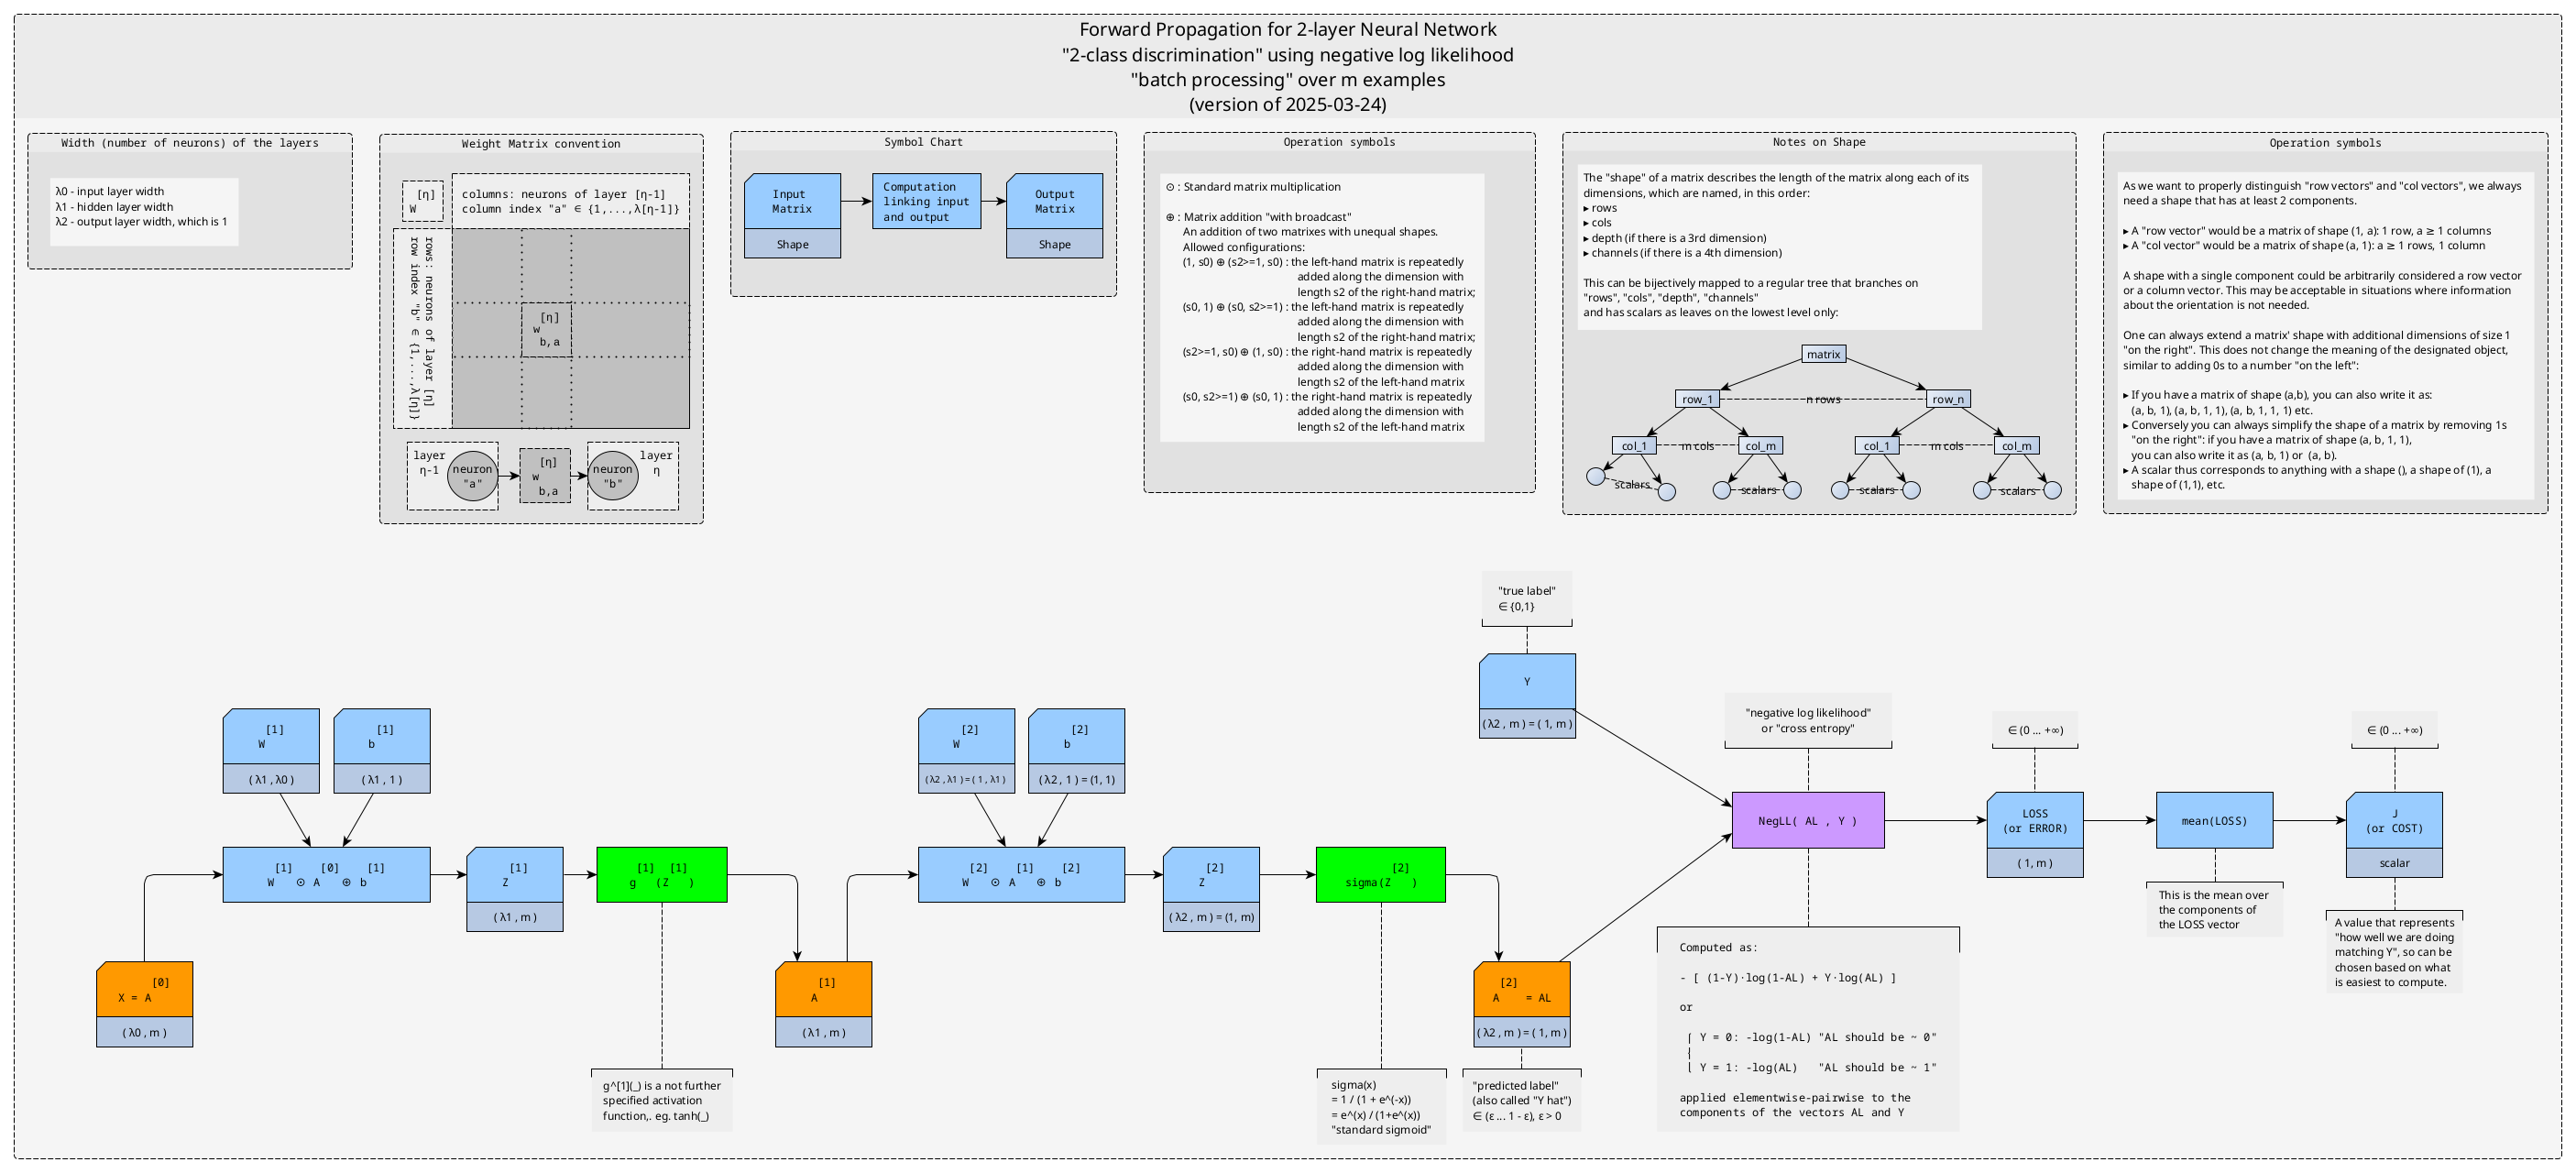 Forward Propagation for 2-layer Neural Network
"2-class discrimination" using negative log likelihood
"batch processing" over m examples
(version of 2025-03-24)
Width (number of neurons) of the layers
λ0 - input layer width
λ1 - hidden layer width
λ2 - output layer width, which is 1
Weight Matrix convention
[η]
W
columns: neurons of layer [η-1]
column index "a" ∈ {1,...,λ[η-1]}
rows: neurons of layer [η]
row index "b" ∈ {1,...,λ[η]}
[η]
w
b,a
layer
η-1
neuron
"a"
[η]
w
b,a
neuron
"b"
layer
η
Symbol Chart
Input
Matrix
Shape
Computation
linking input
and output
Output
Matrix
Shape
Operation symbols
⊙ : Standard matrix multiplication
⊕ : Matrix addition "with broadcast"
An addition of two matrixes with unequal shapes.
Allowed configurations:
(1, s0) ⊕ (s2>=1, s0) : the left-hand matrix is repeatedly
added along the dimension with
length s2 of the right-hand matrix;
(s0, 1) ⊕ (s0, s2>=1) : the left-hand matrix is repeatedly
added along the dimension with
length s2 of the right-hand matrix;
(s2>=1, s0) ⊕ (1, s0) : the right-hand matrix is repeatedly
added along the dimension with
length s2 of the left-hand matrix
(s0, s2>=1) ⊕ (s0, 1) : the right-hand matrix is repeatedly
added along the dimension with
length s2 of the left-hand matrix
Notes on Shape
The "shape" of a matrix describes the length of the matrix along each of its
dimensions, which are named, in this order:
▸ rows
▸ cols
▸ depth (if there is a 3rd dimension)
▸ channels (if there is a 4th dimension)
This can be bijectively mapped to a regular tree that branches on
"rows", "cols", "depth", "channels"
and has scalars as leaves on the lowest level only:
matrix
row_1
n rows
row_n
col_1
m cols
col_m
col_1
m cols
col_m
scalars
scalars
scalars
scalars
Operation symbols
As we want to properly distinguish "row vectors" and "col vectors", we always
need a shape that has at least 2 components.
▸ A "row vector" would be a matrix of shape (1, a): 1 row, a ≥ 1 columns
▸ A "col vector" would be a matrix of shape (a, 1): a ≥ 1 rows, 1 column
A shape with a single component could be arbitrarily considered a row vector
or a column vector. This may be acceptable in situations where information
about the orientation is not needed.
One can always extend a matrix' shape with additional dimensions of size 1
"on the right". This does not change the meaning of the designated object,
similar to adding 0s to a number "on the left":
▸ If you have a matrix of shape (a,b), you can also write it as:
(a, b, 1), (a, b, 1, 1), (a, b, 1, 1, 1) etc.
▸ Conversely you can always simplify the shape of a matrix by removing 1s
"on the right": if you have a matrix of shape (a, b, 1, 1),
you can also write it as (a, b, 1) or (a, b).
▸ A scalar thus corresponds to anything with a shape (), a shape of (1), a
shape of (1,1), etc.
"true label"
∈ {0,1}
Y
( λ2 , m ) = ( 1, m )
[1]
W
( λ1 , λ0 )
[1]
b
( λ1 , 1 )
[2]
W
( λ2 , λ1 ) = ( 1 , λ1 )
[2]
b
( λ2 , 1 ) = (1, 1)
"negative log likelihood"
or "cross entropy"
∈ (0 ... +∞)
∈ (0 ... +∞)
NegLL( AL , Y )
LOSS
(or ERROR)
( 1, m )
mean(LOSS)
J
(or COST)
scalar
[1] [0] [1]
W ⊙ A ⊕ b
[1]
Z
( λ1 , m )
[1] [1]
g (Z )
[2] [1] [2]
W ⊙ A ⊕ b
[2]
Z
( λ2 , m ) = (1, m)
[2]
sigma(Z )
This is the mean over
the components of
the LOSS vector
A value that represents
"how well we are doing
matching Y", so can be
chosen based on what
is easiest to compute.
[0]
X = A
( λ0 , m )
[1]
A
( λ1 , m )
[2]
A = AL
( λ2 , m ) = ( 1, m )
Computed as:
- [ (1-Y)·log(1-AL) + Y·log(AL) ]
or
⎧ Y = 0: -log(1-AL) "AL should be ~ 0"
⎨
⎩ Y = 1: -log(AL) "AL should be ~ 1"
applied elementwise-pairwise to the
components of the vectors AL and Y
g^[1](_) is a not further
specified activation
function,. eg. tanh(_)
sigma(x)
= 1 / (1 + e^(-x))
= e^(x) / (1+e^(x))
"standard sigmoid"
"predicted label"
(also called "Y hat")
∈ (ε ... 1 - ε), ε > 0